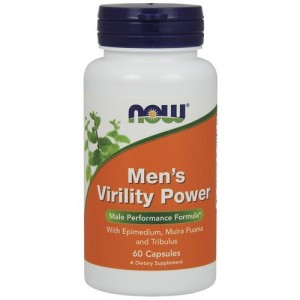 NOW
Men's
Virility Power
Male Performance Formula*
With Epimedium, Muira Puama
and Tribulus
60 Capsules
A Dietary Supplement